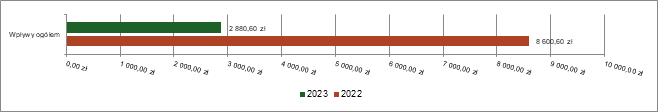 Wpływy ogółem
2 880,60 zł
8 600,60 zł
0,00 zł 1 000,00 zł 2 000,00 zł 3 000,00 zł 4 000,00 zł 5 000,00 zł 6 000,00 zł 7 000,00 zł 8 000,00 zł 9 000,00 zł 10 000,00 zł
2023 2022